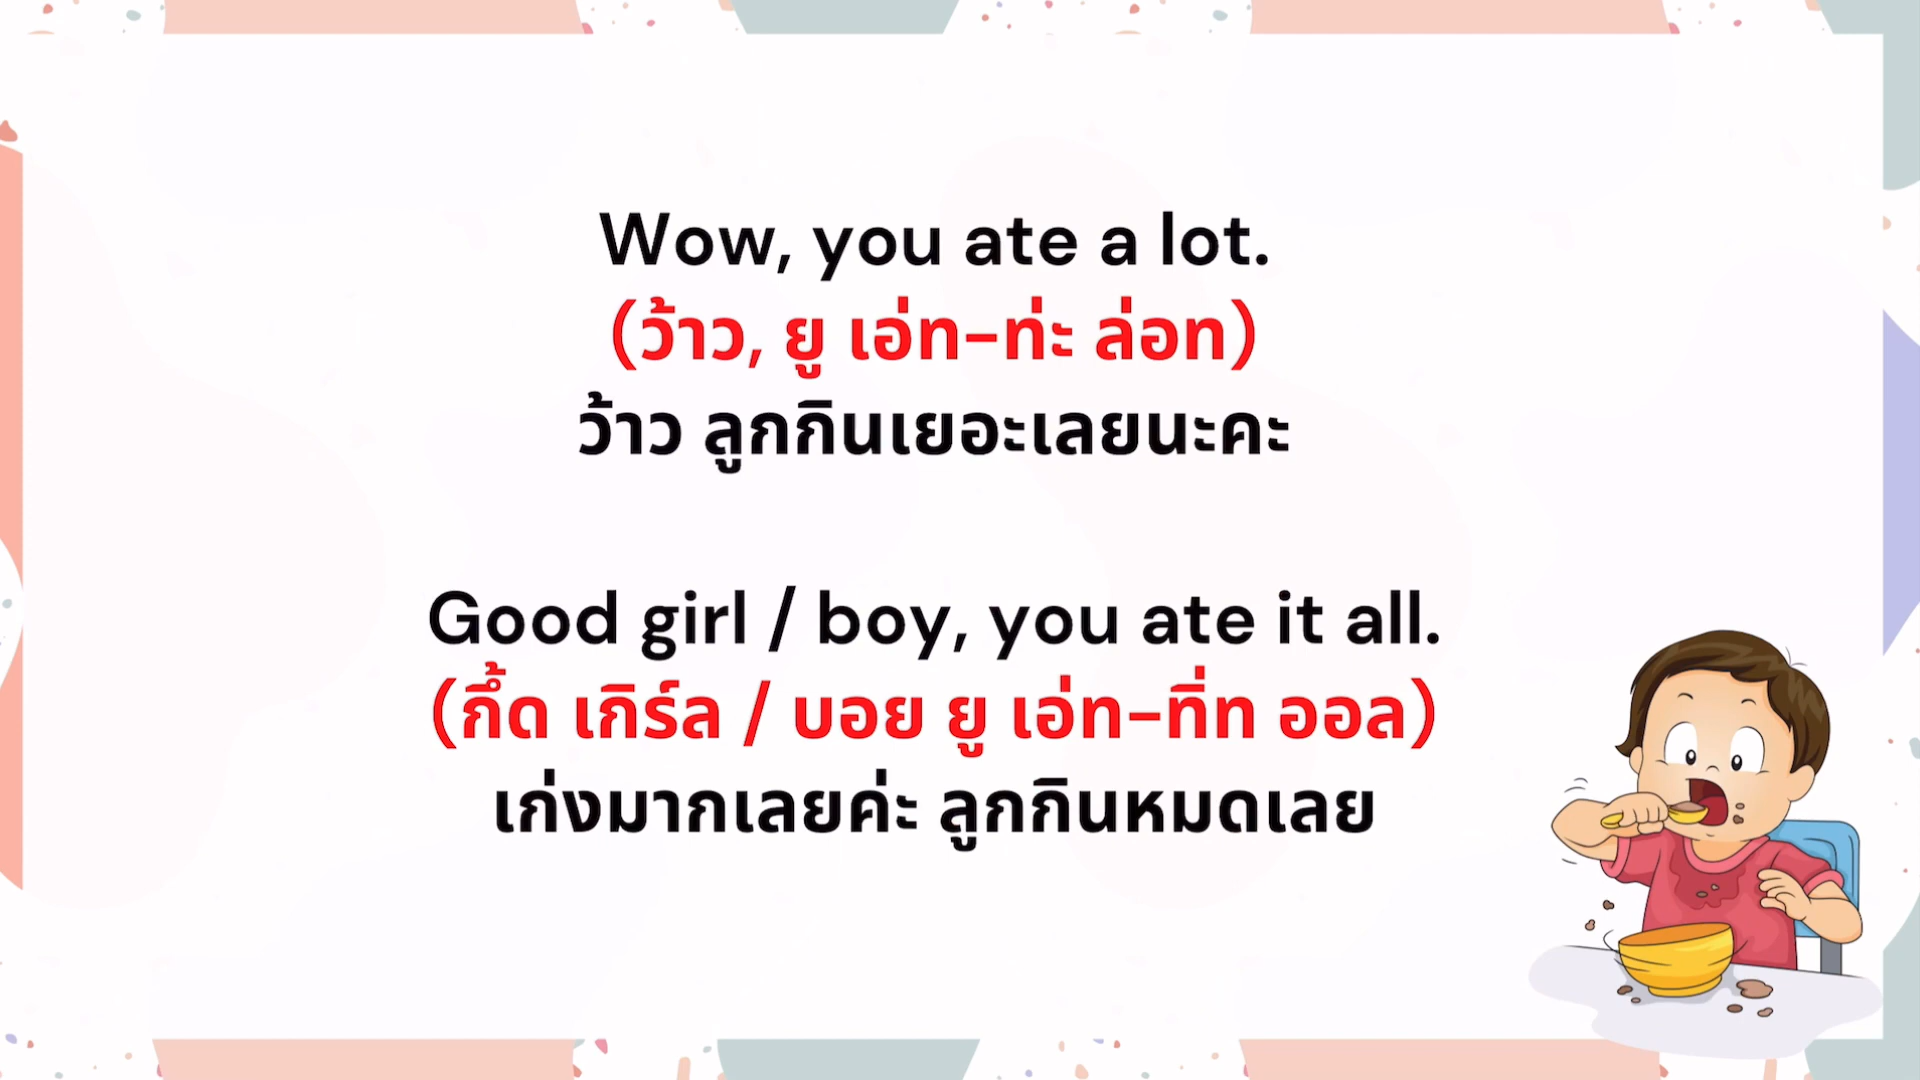 Wow, you ate a lot.
(ว้าว, ยู เอ่ท-ท่ะ ล่อท)
ว้าว ลูกกินเยอะเลยนะคะ
Good girl / boy, you ate it all.
(กึ้ด เกิร์ล / บอย ยู เอ่ท-ทิ่ท ออล)
เก่งมากเลยค่ะ ลูกกินหมดเลย